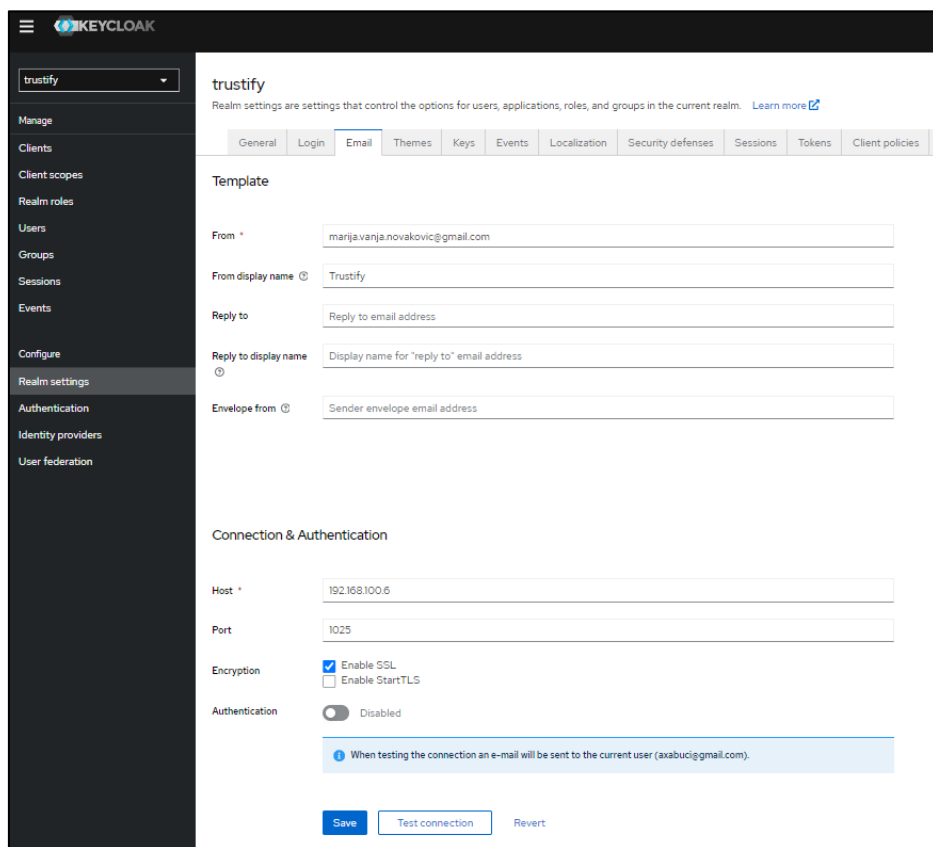 KEYCLOAK
trustify
Manage
Clients
Client scopes
Realm roles
Users
Groups
Sessions
Events
Configure
Realm settings
Authentication
Identity providers
User federation
trustify
Realm settings are settings that control the options for users, applications, roles, and groups in the current realm. Learn more
General Login Email Themes Keys Events Localization Security defenses Sessions Tokens Client policies
Template
From * marija.vanja.novakovic@gmail.com
From display name Trustify
Reply to Reply to email address
Reply to display name Display name for "reply to" email address
Envelope from Sender envelope email address
Connection & Authentication
Host * 192.168.100.6
Port 1025
Encryption Enable SSL
Enable StartTLS
Authentication Disabled
When testing the connection an e-mail will be sent to the current user (axabuci@gmail.com).
Save Test connection Revert